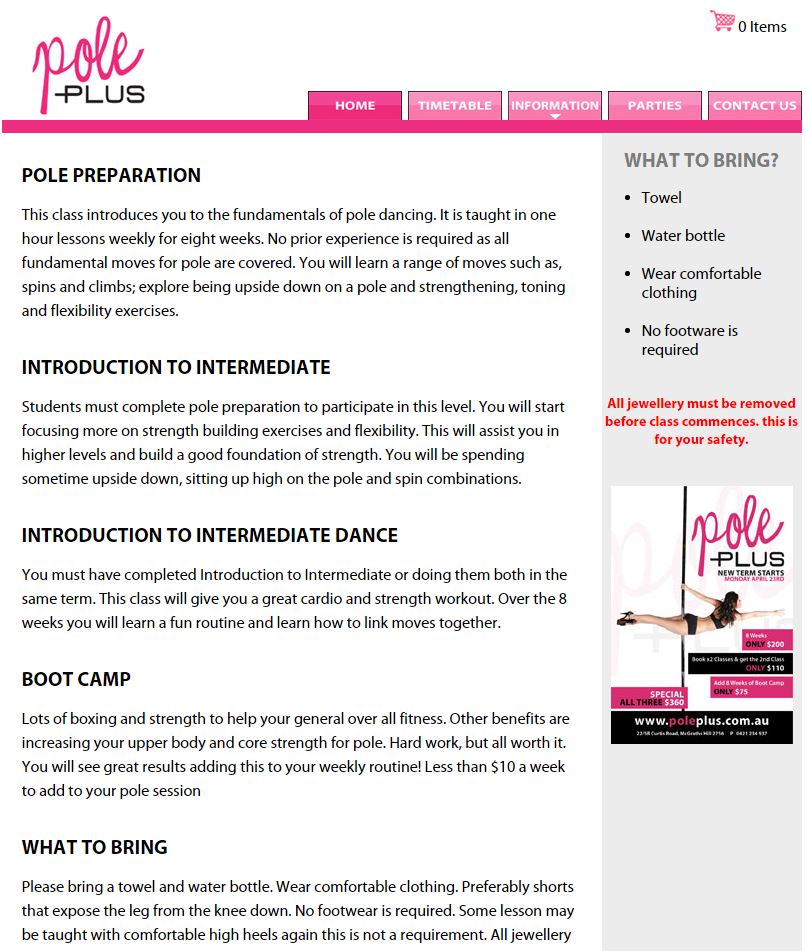 pole
PLUS
0 Items
HOME
TIMETABLE
INFORMATION
PARTIES
CONTACT US
POLE PREPARATION
This class introduces you to the fundamentals of pole dancing. It is taught in one
hour lessons weekly for eight weeks. No prior experience is required as all
fundamental moves for pole are covered. You will learn a range of moves such as,
spins and climbs; explore being upside down on a pole and strengthening, toning
and flexibility exercises.
INTRODUCTION TO INTERMEDIATE
Students must complete pole preparation to participate in this level. You will start
focusing more on strength building exercises and flexibility. This will assist you in
higher levels and build a good foundation of strength. You will be spending
sometime upside down, sitting up high on the pole and spin combinations.
INTRODUCTION TO INTERMEDIATE DANCE
You must have completed Introduction to Intermediate or doing them both in the
same term. This class will give you a great cardio and strength workout. Over the 8
weeks you will learn a fun routine and learn how to link moves together.
BOOT CAMP
Lots of boxing and strength to help your general over all fitness. Other benefits are
increasing your upper body and core strength for pole. Hard work, but all worth it.
You will see great results adding this to your weekly routine! Less than $10 a week
to add to your pole session
WHAT TO BRING
Please bring a towel and water bottle. Wear comfortable clothing. Preferably shorts
that expose the leg from the knee down. No footwear is required. Some lesson may
be taught with comfortable high heels again this is not a requirement. All jewellery
WHAT TO BRING?
• Towel
• Water bottle
• Wear comfortable
clothing
• No footware is
required
All jewellery must be removed
before class commences. this is
for your safety.
pole
PLUS
NEW TERM STARTS
MONDAY APRIL 23RD
8 Weeks
ONLY $200
Book x2 Classes & get the 2nd Class
ONLY $110
Add 8 Weeks of Boot Camp
ONLY $75
SPECIAL
ALL THREE $360
www.poleplus.com.au
22/58 Curtis Road, McGraths Hill 2756 P 0421 234 937